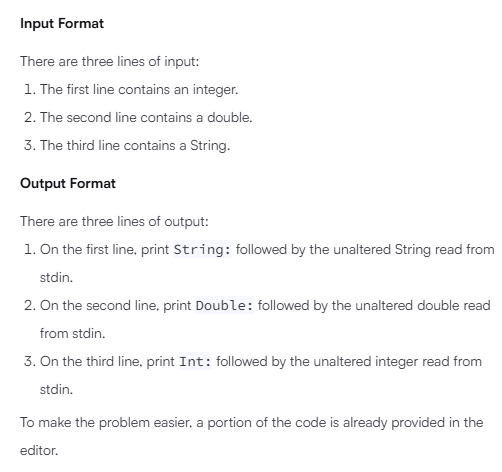 Input Format
There are three lines of input:
1. The first line contains an integer.
2. The second line contains a double.
3. The third line contains a String.
Output Format
There are three lines of output:
1. On the first line, print String: followed by the unaltered String read from
stdin.
2. On the second line, print Double: followed by the unaltered double read
from stdin.
3. On the third line, print Int: followed by the unaltered integer read from
stdin.
To make the problem easier, a portion of the code is already provided in the
editor.